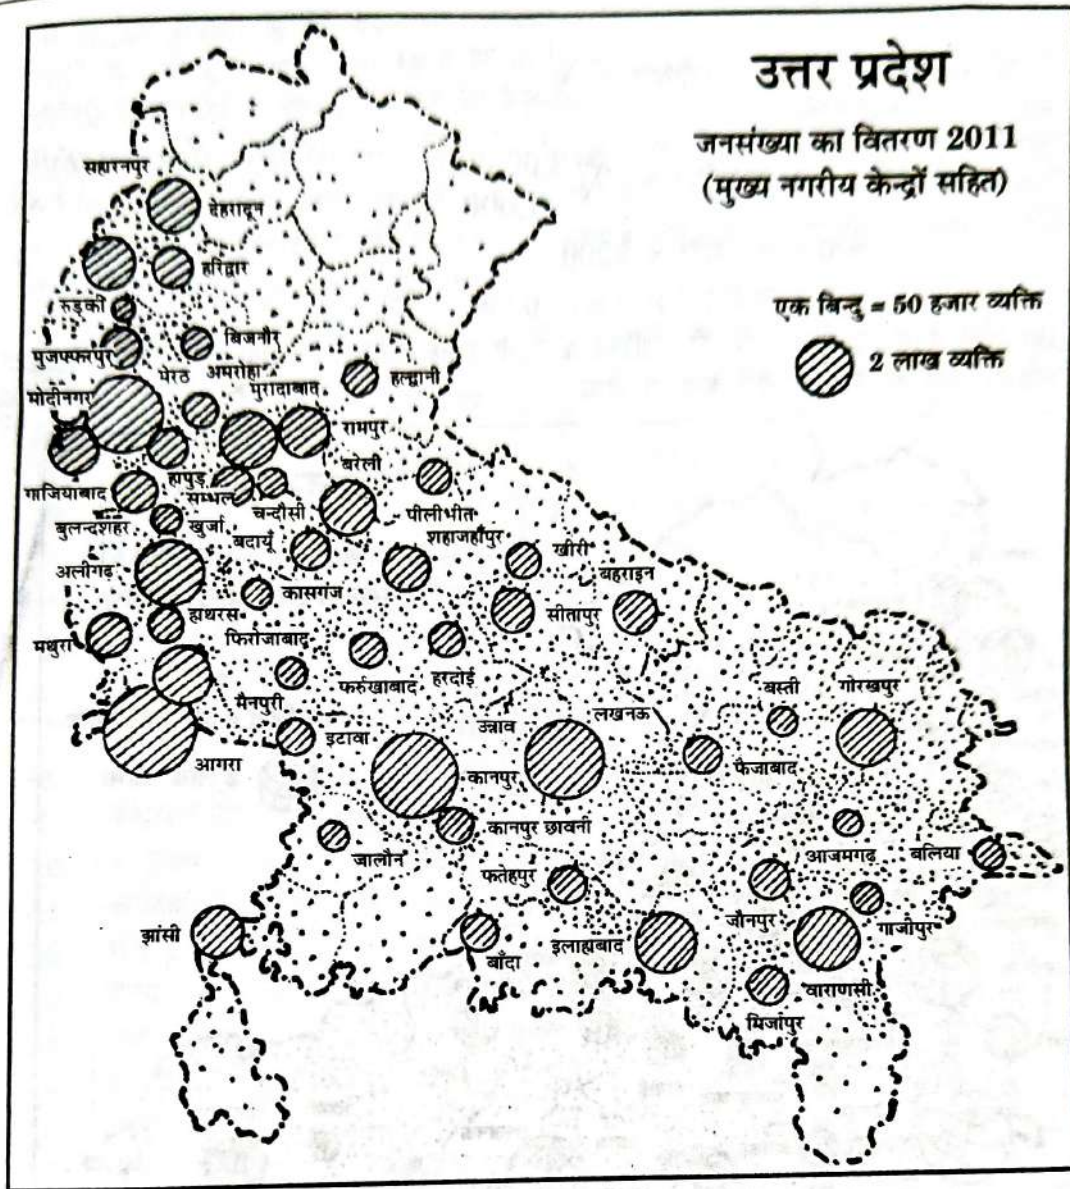 उत्तर प्रदेश
जनसंख्या का वितरण 2011
(मुख्य नगरीय केन्द्रों सहित)
एक बिन्दु = 50 हजार व्यक्ति
2 लाख व्यक्ति
सहारनपुर
देहरादून
हरिद्वार
रुड़की
बिजनौर
मुजफ्फरपुर
मेरठ
अमरोहा
हल्द्वानी
मुरादाबाद
मोदीनगर
रामपुर
बरेली
हापुड़
गाजियाबाद
सम्भल
चन्दौसी
पीलीभीत
बुलन्दशहर
खुर्जा
बदायूँ
शहाजहाँपुर
खीरी
अलीगढ़
कासगंज
बहराइन
हाथरस
सीतापुर
मथुरा
फिरोजाबाद
फर्रुखाबाद
हरदोई
मैनपुरी
बस्ती
गोरखपुर
उन्नाव
लखनऊ
इटावा
आगरा
कानपुर
फैजाबाद
कानपुर छावनी
जालौन
आजमगढ़
बलिया
फतेहपुर
जौनपुर
गाजीपुर
झांसी
बाँदा
इलाहाबाद
वाराणसी
मिर्जापुर